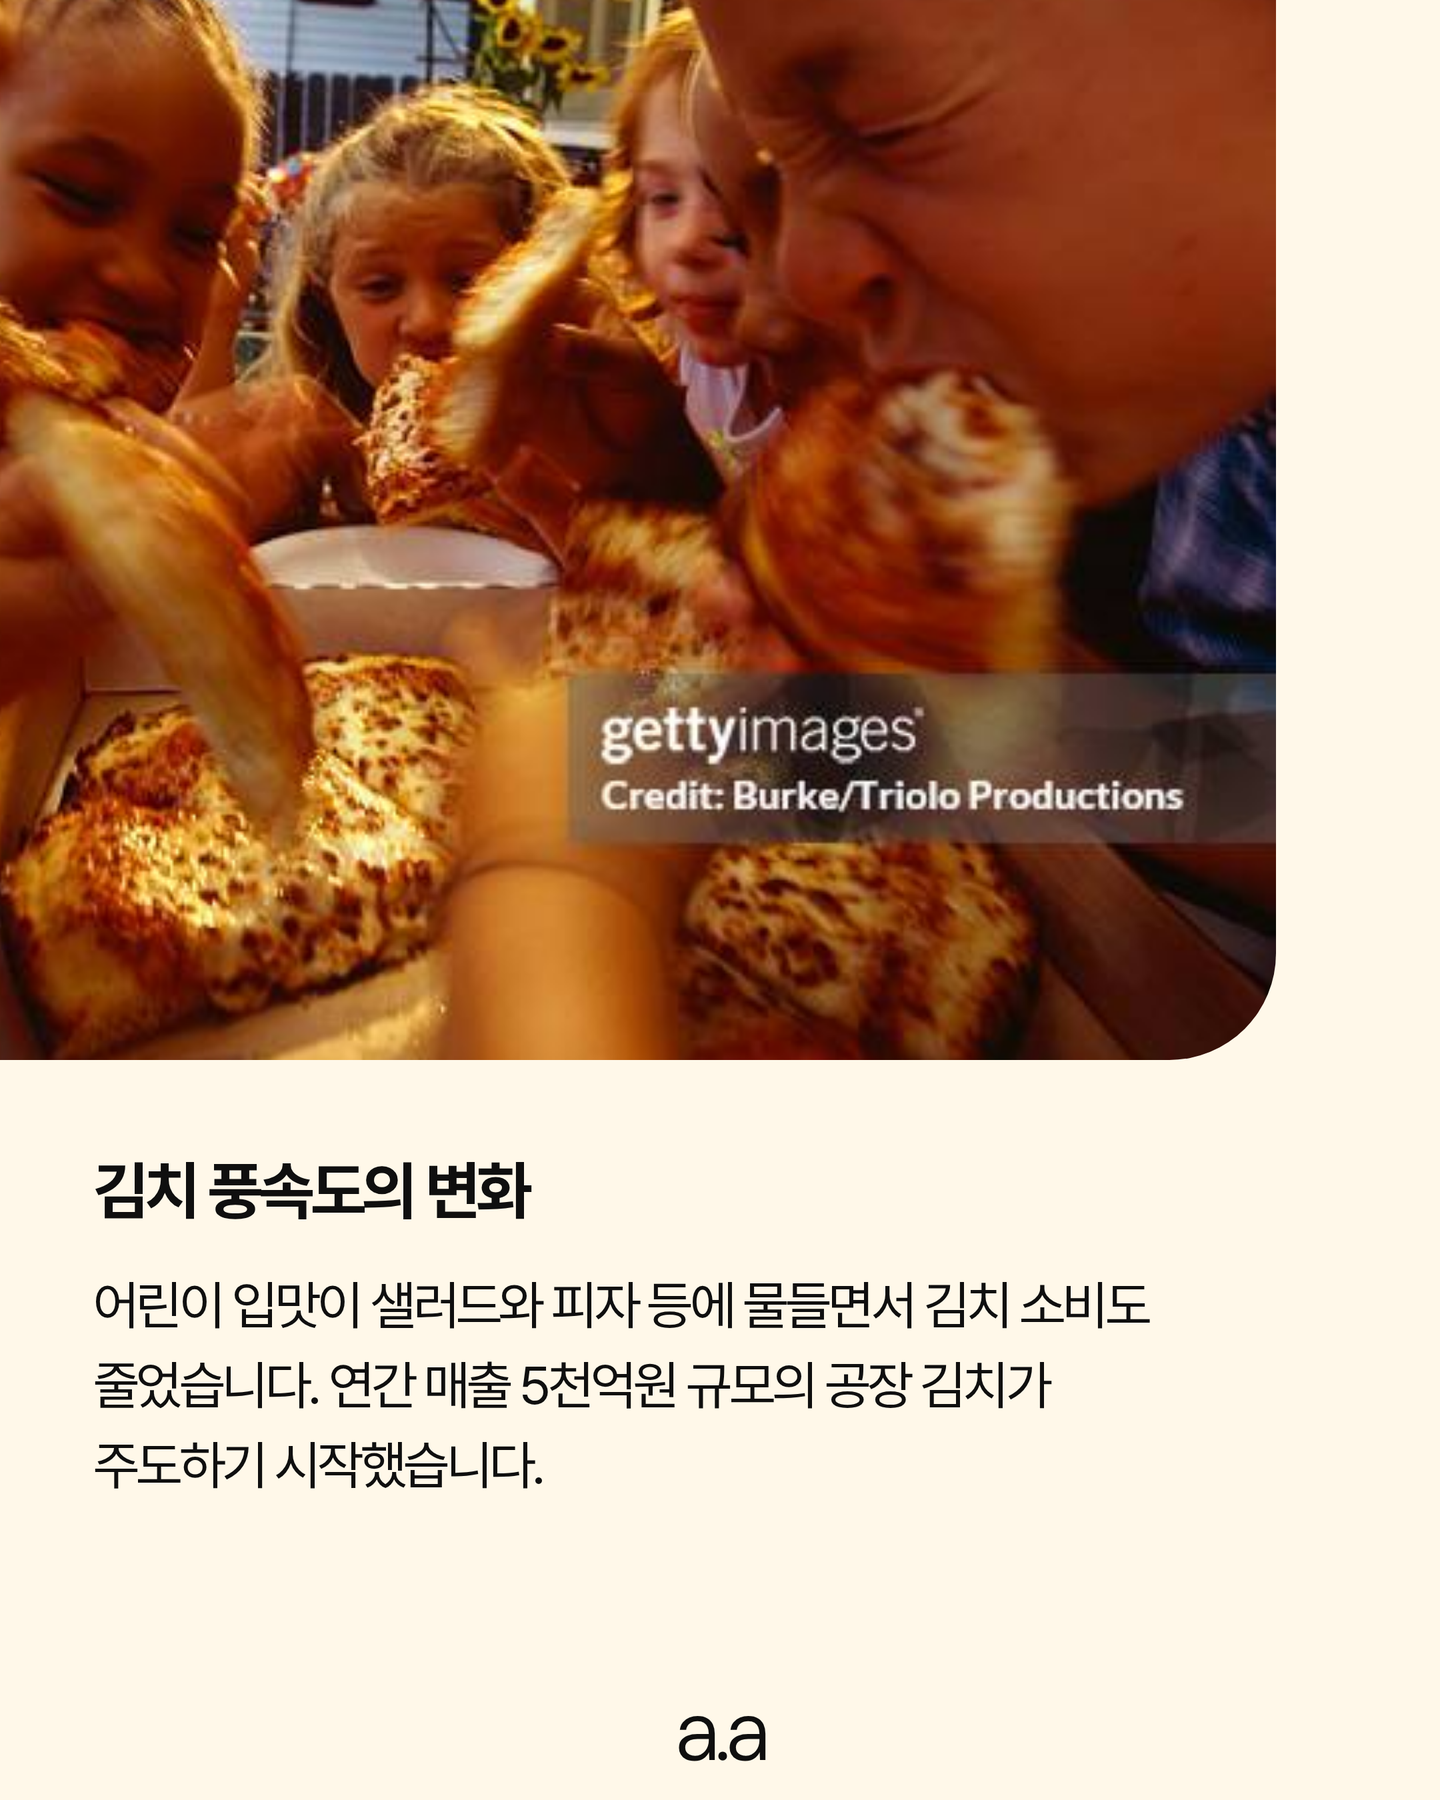 gettyimages®
Credit: Burke/Triolo Productions
김치 풍속도의 변화
어린이 입맛이 샐러드와 피자 등에 물들면서 김치 소비도
줄었습니다. 연간 매출 5천억원 규모의 공장 김치가
주도하기 시작했습니다.
a.a